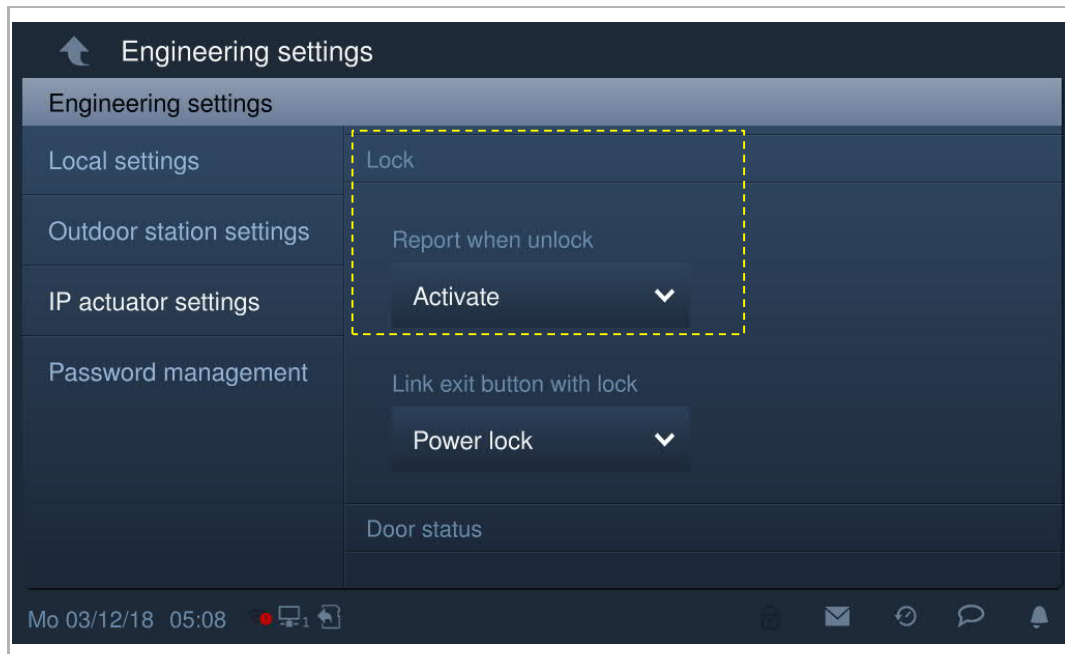 Engineering settings
Engineering settings
Local settings
Outdoor station settings
IP actuator settings
Password management
Lock
Report when unlock
Activate
Link exit button with lock
Power lock
Door status
Mo 03/12/18 05:08 1